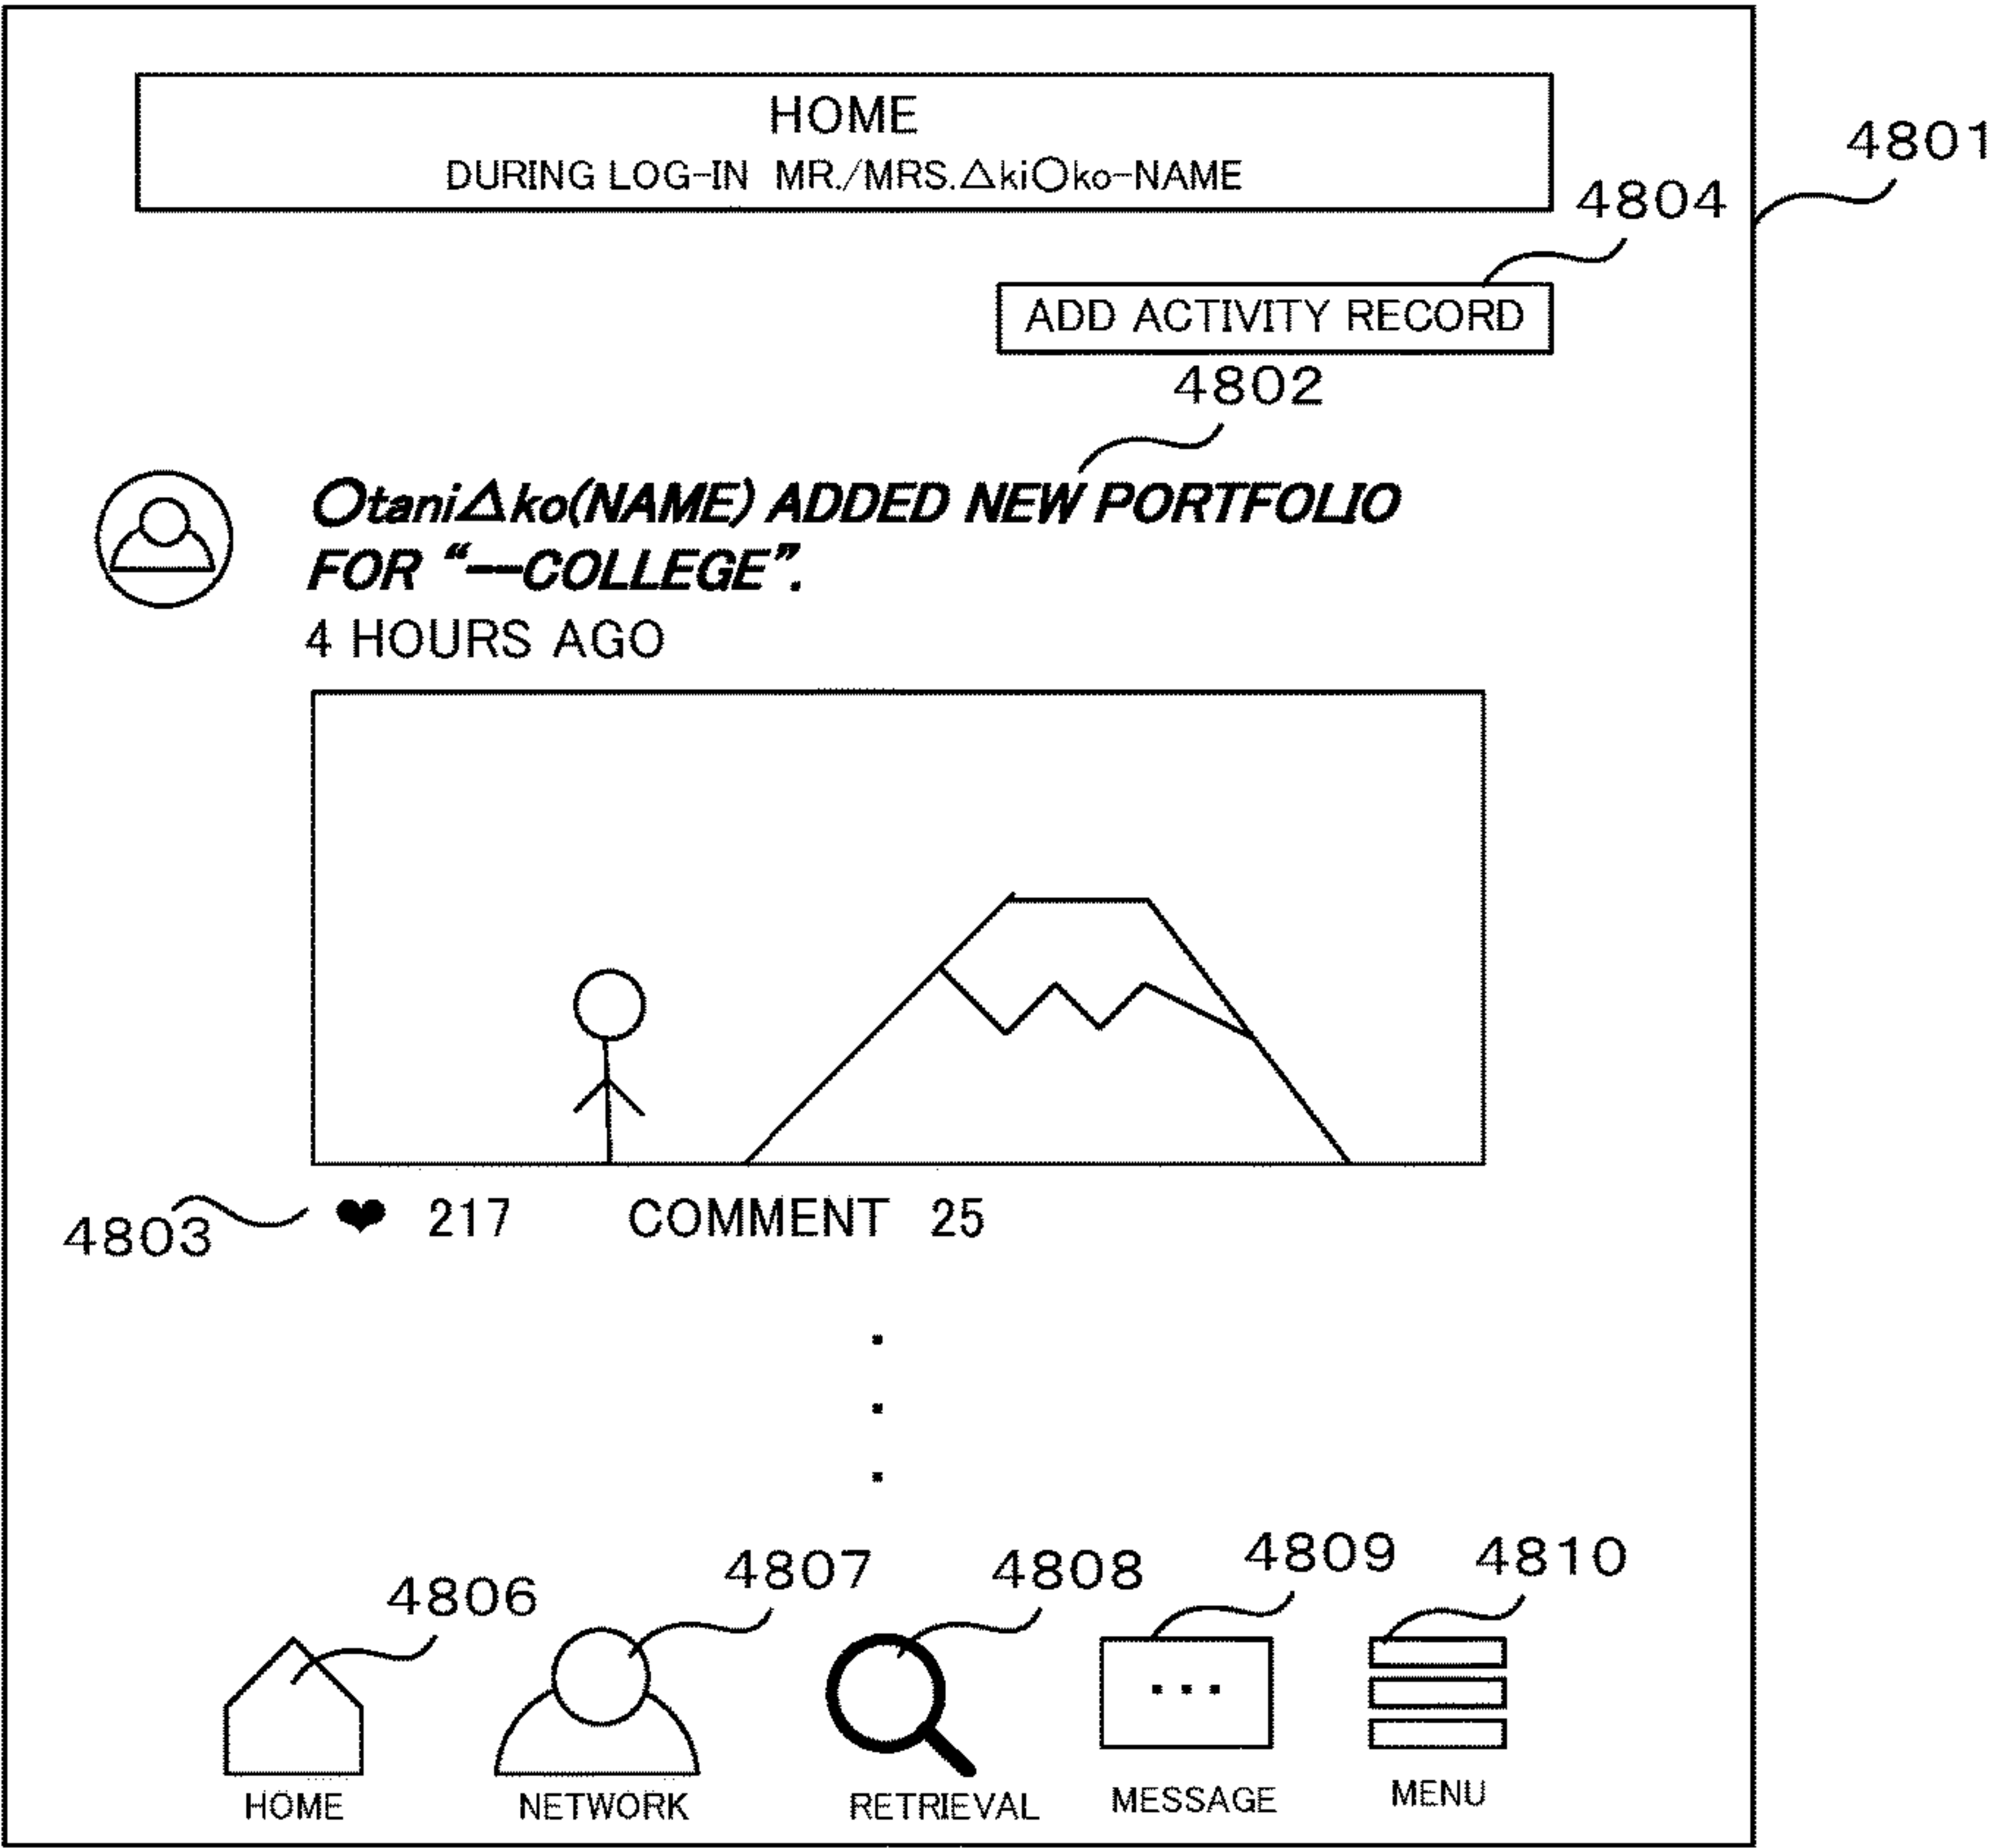 HOME
DURING LOG-IN MR./MRS.△ki○ko-NAME
4801
4804
ADD ACTIVITY RECORD
4802
○tani△ko(NAME) ADDED NEW PORTFOLIO
FOR “--COLLEGE”.
4 HOURS AGO
4803
❤ 217 COMMENT 25
4806
4807
4808
4809
4810
HOME
NETWORK
RETRIEVAL
MESSAGE
MENU